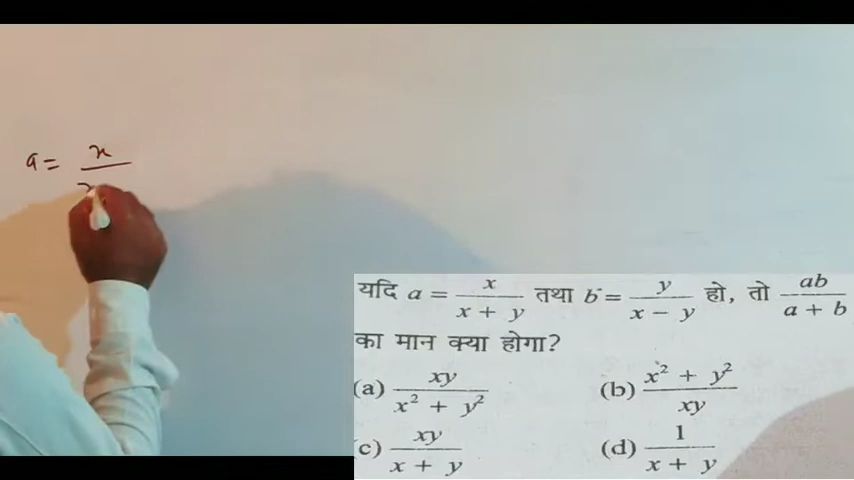 a = x/
यदि a = x/(x + y) तथा b = y/(x − y) हो, तो ab/(a + b)
का मान क्या होगा?
(a) xy/(x² + y²) (b) (x² + y²)/xy
(c) xy/(x + y) (d) 1/(x + y)